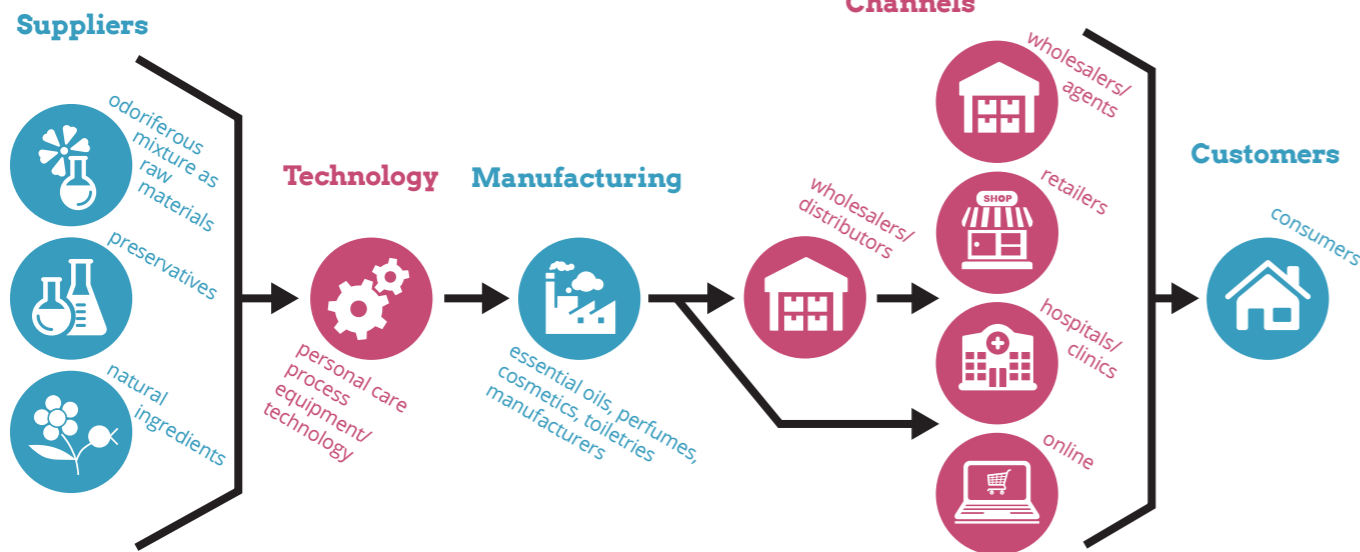 Suppliers
odoriferous
mixture as
raw
materials
preservatives
natural
ingredients
Technology
personal care
process
equipment/
technology
Manufacturing
essential oils, perfumes,
cosmetics, toiletries
manufacturers
wholesalers/
distributors
Channels
wholesalers/
agents
SHOP
retailers
hospitals/
clinics
online
Customers
consumers